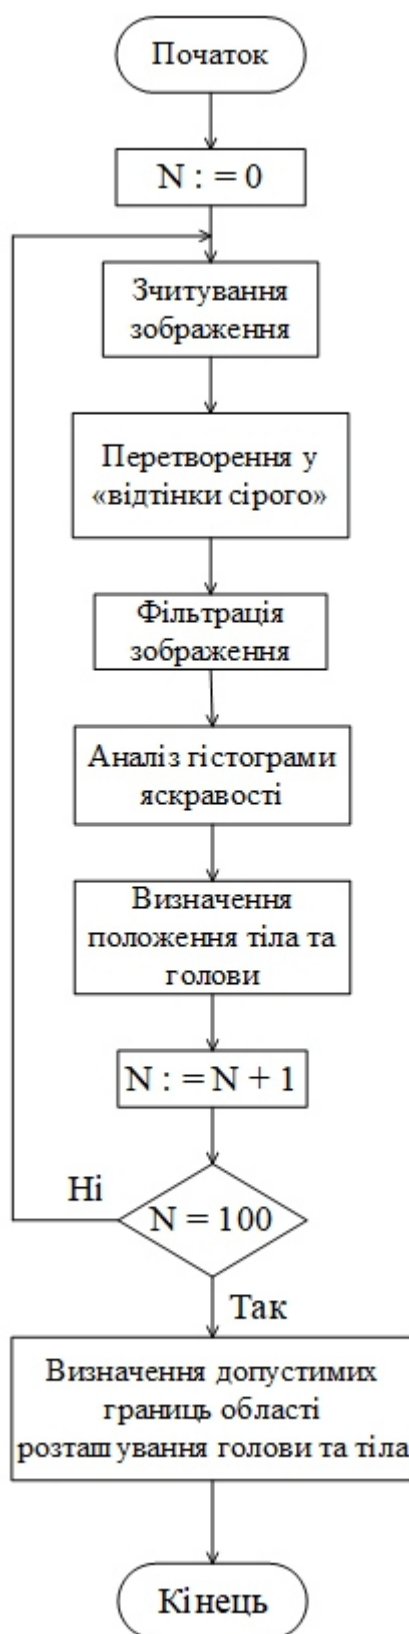 Початок
N : = 0
Зчитування
зображення
Перетворення у
«відтінки сірого»
Фільтрація
зображення
Аналіз гістограми
яскравості
Визначення
положення тіла та
голови
N : = N + 1
Ні
N = 100
Так
Визначення допустимих
границь області
розташування голови та тіла
Кінець